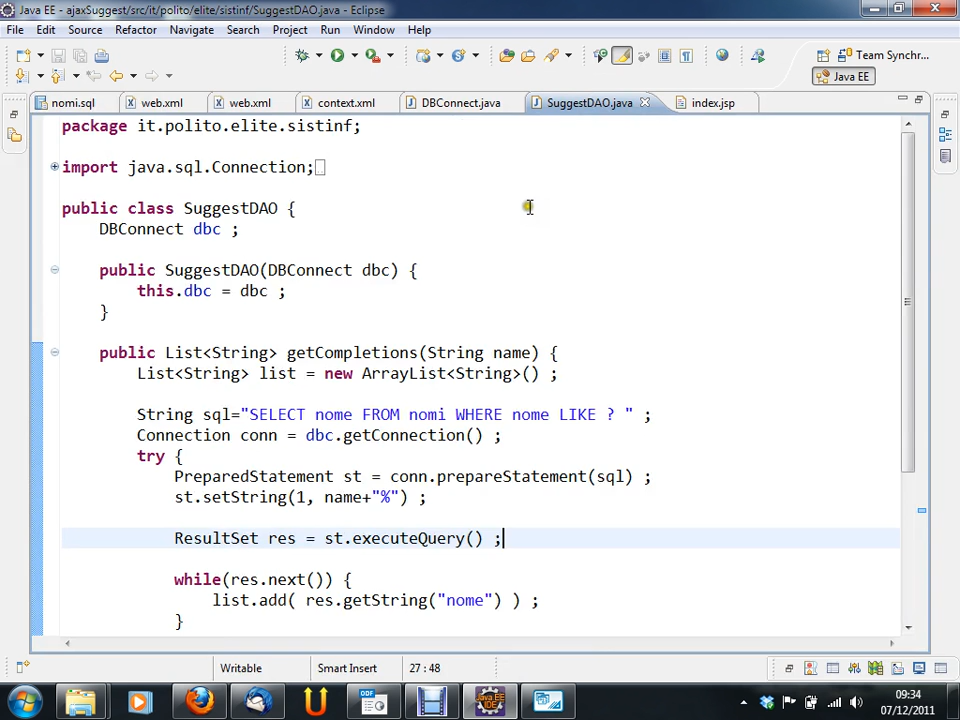 Java EE - ajaxSuggest/src/it/polito/elite/sistinf/SuggestDAO.java - Eclipse
File Edit Source Refactor Navigate Search Project Run Window Help
Team Synchr...
Java EE
nomi.sql web.xml web.xml context.xml DBConnect.java SuggestDAO.java index.jsp
package it.polito.elite.sistinf;
import java.sql.Connection;
public class SuggestDAO {
DBConnect dbc ;
public SuggestDAO(DBConnect dbc) {
this.dbc = dbc ;
}
public List<String> getCompletions(String name) {
List<String> list = new ArrayList<String>() ;
String sql="SELECT nome FROM nomi WHERE nome LIKE ? " ;
Connection conn = dbc.getConnection() ;
try {
PreparedStatement st = conn.prepareStatement(sql) ;
st.setString(1, name+"%") ;
ResultSet res = st.executeQuery() ;
while(res.next()) {
list.add( res.getString("nome") ) ;
}
Writable Smart Insert 27 : 48
ODF
Java EE
IDE
09:34
07/12/2011